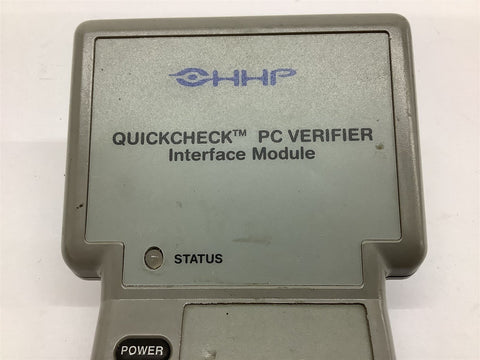 HHP
QUICKCHECK™ PC VERIFIER
Interface Module
STATUS
POWER